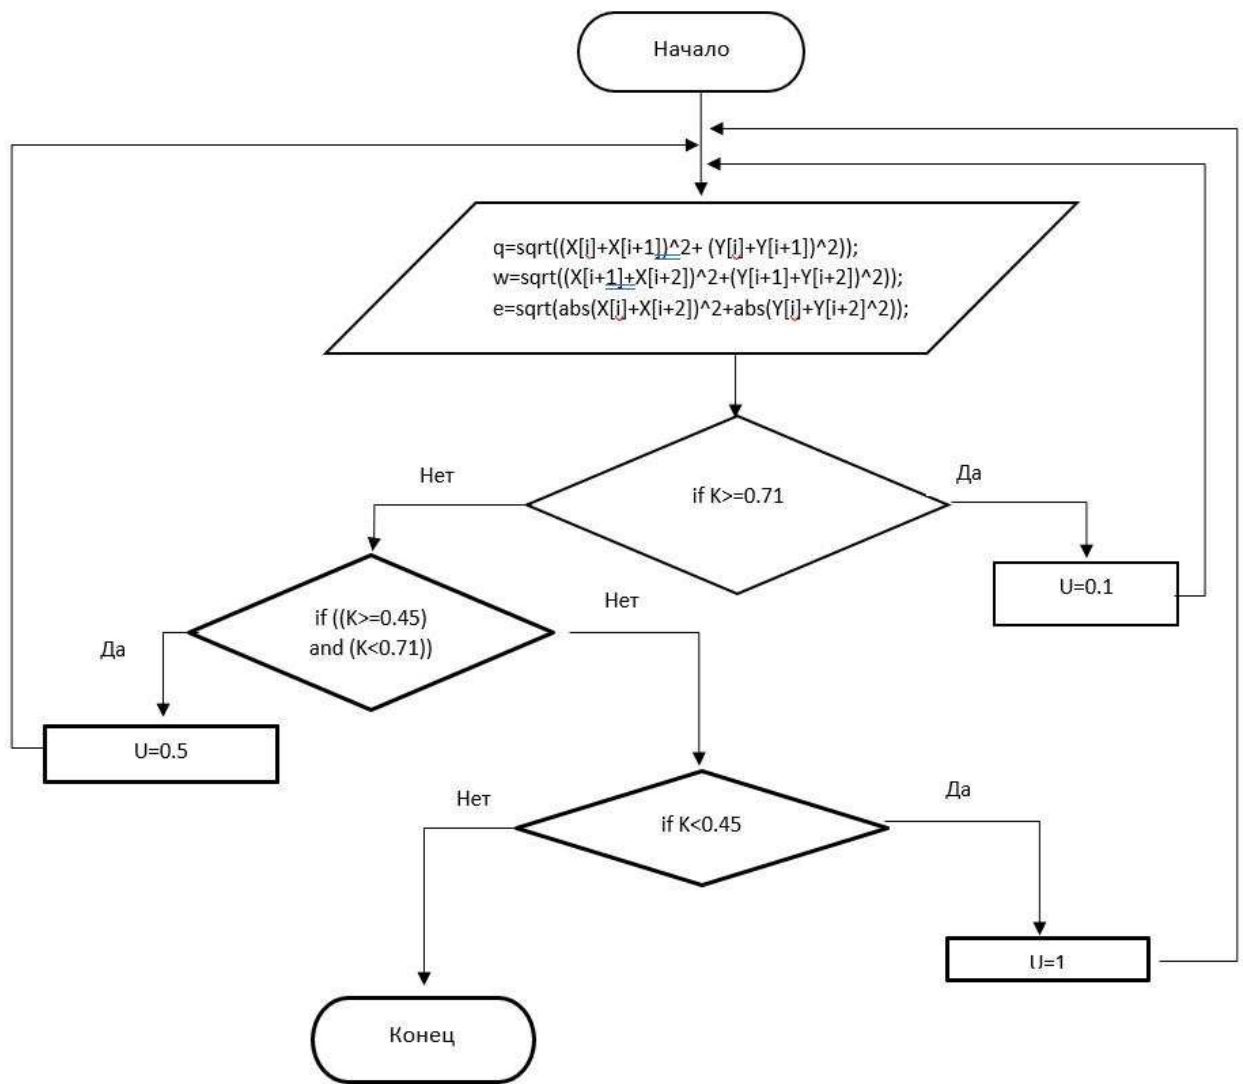 Начало
q=sqrt((X[i]+X[i+1])^2+ (Y[i]+Y[i+1])^2));
w=sqrt((X[i+1]+X[i+2])^2+(Y[i+1]+Y[i+2])^2));
e=sqrt(abs(X[i]+X[i+2])^2+abs(Y[i]+Y[i+2]^2));
Нет
Да
if K>=0.71
U=0.1
if ((K>=0.45)
and (K<0.71))
Нет
Да
U=0.5
Нет
Да
if K<0.45
U=1
Конец